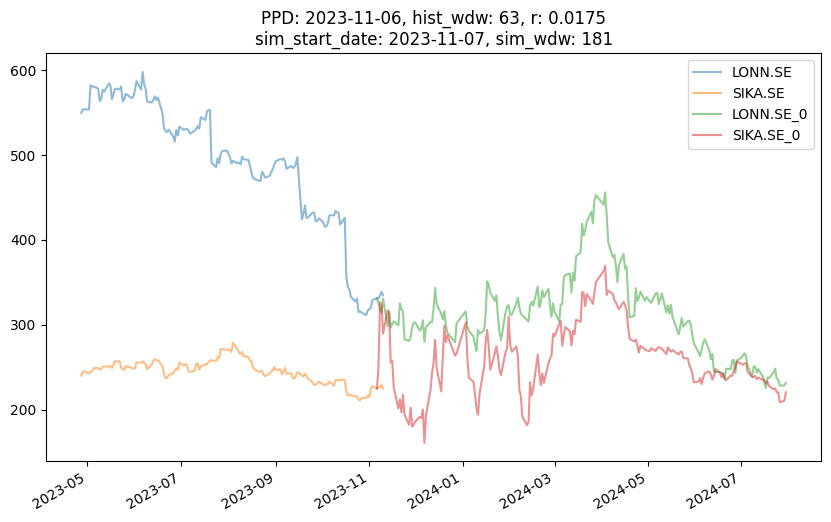 PPD: 2023-11-06, hist_wdw: 63, r: 0.0175
sim_start_date: 2023-11-07, sim_wdw: 181
LONN.SE
SIKA.SE
LONN.SE_0
SIKA.SE_0
600
500
400
300
200
2023-05
2023-07
2023-09
2023-11
2024-01
2024-03
2024-05
2024-07